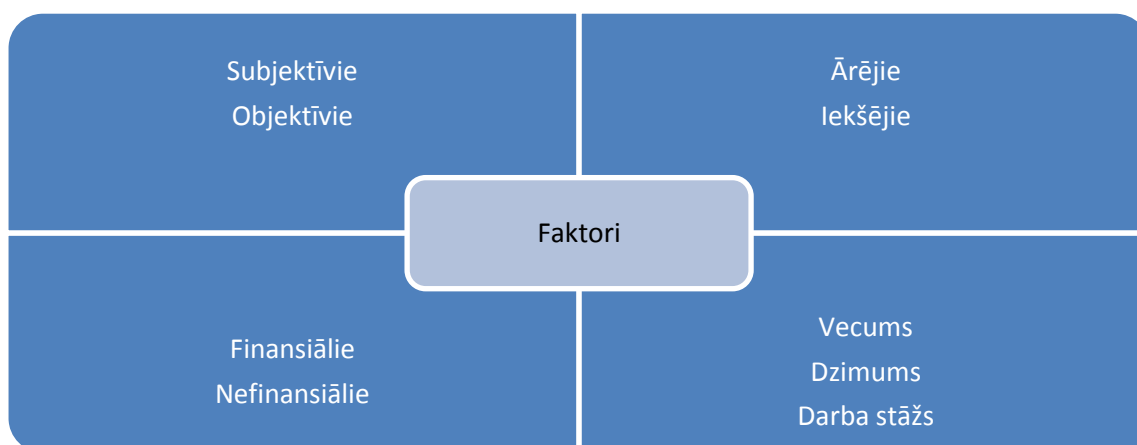 Subjektīvie
Objektīvie
Ārējie
Iekšējie
Faktori
Finansiālie
Nefinansiālie
Vecums
Dzimums
Darba stāžs